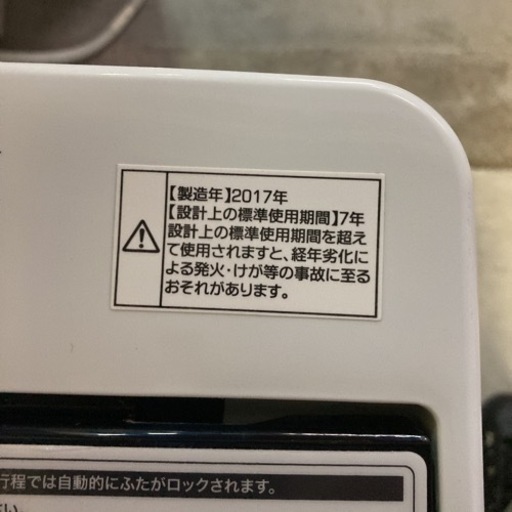 【製造年】2017年
【設計上の標準使用期間】7年
設計上の標準使用期間を超え
て使用されますと、経年劣化に
よる発火・けが等の事故に至る
おそれがあります。
行程では自動的にふたがロックされます。